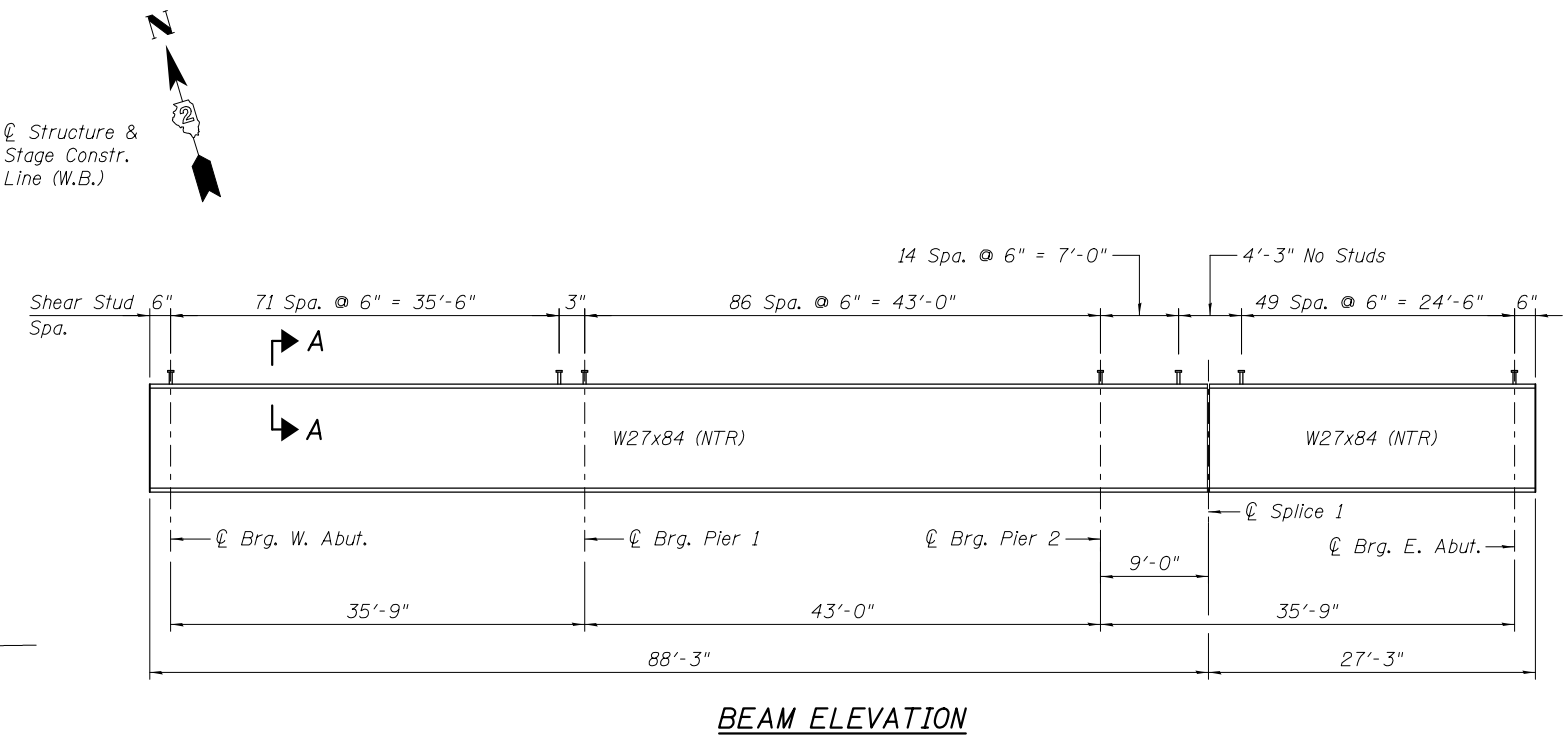 N
2
℄ Structure &
Stage Constr.
Line (W.B.)
14 Spa. @ 6" = 7'-0"
4'-3" No Studs
Shear Stud
Spa.
6"
71 Spa. @ 6" = 35'-6"
3"
86 Spa. @ 6" = 43'-0"
49 Spa. @ 6" = 24'-6"
6"
A
A
W27x84 (NTR)
W27x84 (NTR)
℄ Splice 1
℄ Brg. W. Abut.
℄ Brg. Pier 1
℄ Brg. Pier 2
℄ Brg. E. Abut.
9'-0"
35'-9"
43'-0"
35'-9"
88'-3"
27'-3"
BEAM ELEVATION